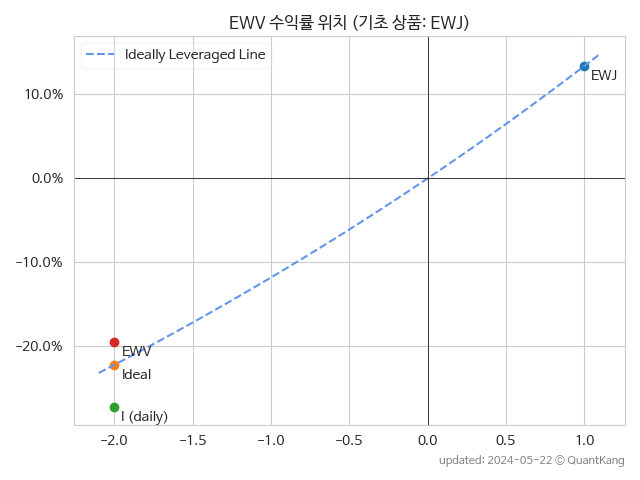 EWV 수익률 위치 (기초 상품: EWJ)
Ideally Leveraged Line
10.0%
0.0%
-10.0%
-20.0%
EWJ
EWV
Ideal
I (daily)
-2.0 -1.5 -1.0 -0.5 0.0 0.5 1.0
updated: 2024-05-22 © QuantKang